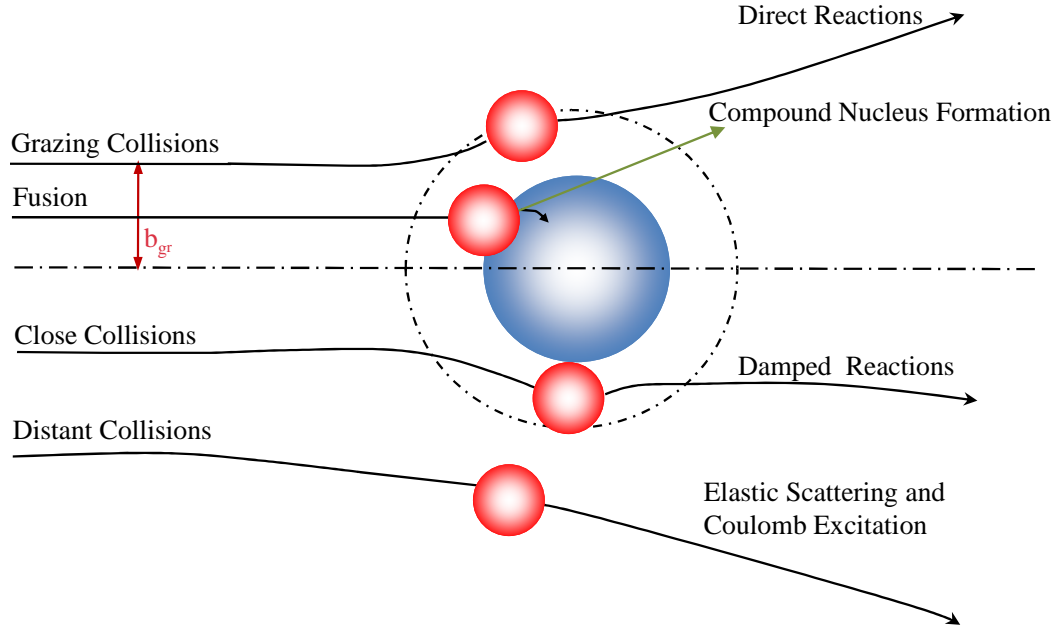 Direct Reactions
Compound Nucleus Formation
Grazing Collisions
Fusion
b_gr
Close Collisions
Damped Reactions
Distant Collisions
Elastic Scattering and
Coulomb Excitation